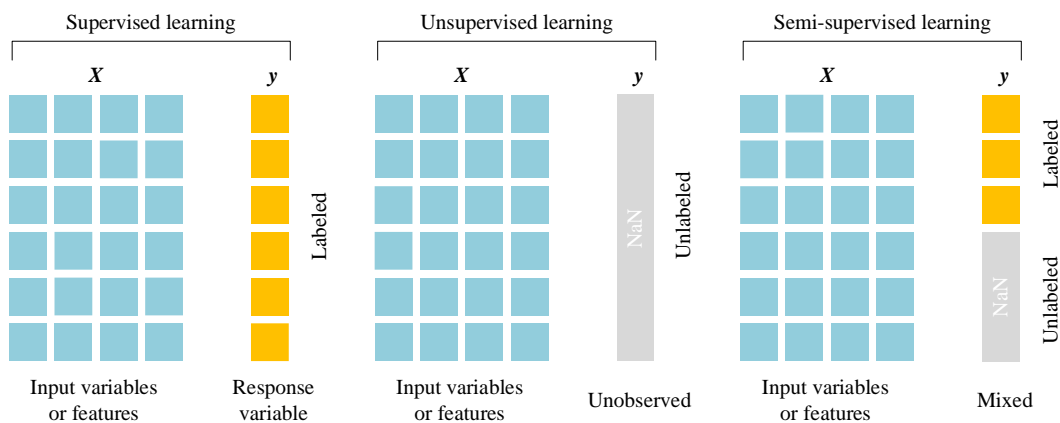 Supervised learning
X
y
Labeled
Input variables
or features
Response
variable
Unsupervised learning
X
y
NaN
Unlabeled
Input variables
or features
Unobserved
Semi-supervised learning
X
y
Labeled
NaN
Unlabeled
Input variables
or features
Mixed